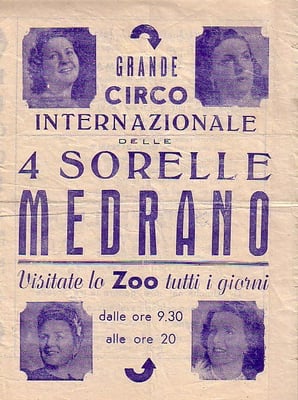 GRANDE
CIRCO
INTERNAZIONALE
DELLE
4 SORELLE
MEDRANO
Visitate lo Zoo tutti i giorni
dalle ore 9.30
alle ore 20